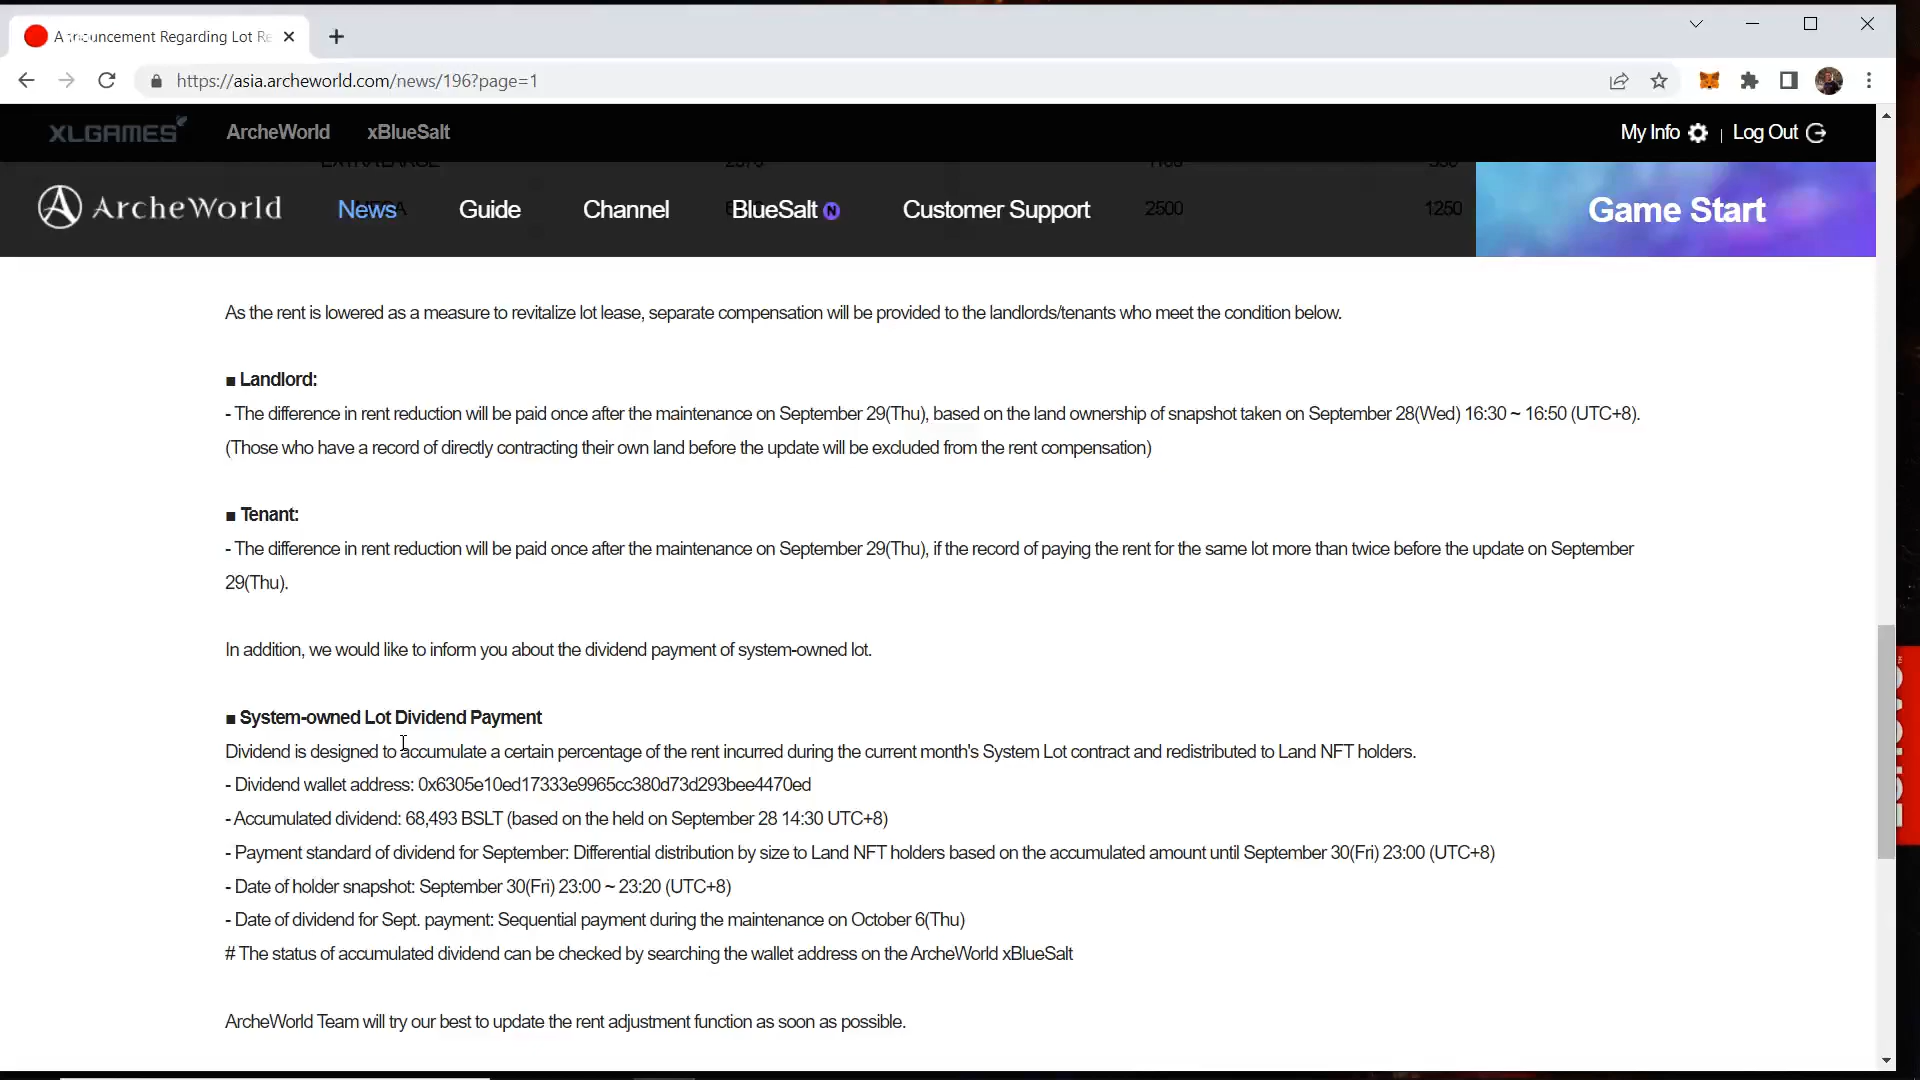 Announcement Regarding Lot Re
https://asia.archeworld.com/news/196?page=1
XLGAMES ArcheWorld xBlueSalt My Info | Log Out
ArcheWorld News Guide Channel BlueSalt N Customer Support 2500 1250 Game Start
As the rent is lowered as a measure to revitalize lot lease, separate compensation will be provided to the landlords/tenants who meet the condition below.
■ Landlord:
- The difference in rent reduction will be paid once after the maintenance on September 29(Thu), based on the land ownership of snapshot taken on September 28(Wed) 16:30 ~ 16:50 (UTC+8).
(Those who have a record of directly contracting their own land before the update will be excluded from the rent compensation)
■ Tenant:
- The difference in rent reduction will be paid once after the maintenance on September 29(Thu), if the record of paying the rent for the same lot more than twice before the update on September
29(Thu).
In addition, we would like to inform you about the dividend payment of system-owned lot.
■ System-owned Lot Dividend Payment
Dividend is designed to accumulate a certain percentage of the rent incurred during the current month's System Lot contract and redistributed to Land NFT holders.
- Dividend wallet address: 0x6305e10ed17333e9965cc380d73d293bee4470ed
- Accumulated dividend: 68,493 BSLT (based on the held on September 28 14:30 UTC+8)
- Payment standard of dividend for September: Differential distribution by size to Land NFT holders based on the accumulated amount until September 30(Fri) 23:00 (UTC+8)
- Date of holder snapshot: September 30(Fri) 23:00 ~ 23:20 (UTC+8)
- Date of dividend for Sept. payment: Sequential payment during the maintenance on October 6(Thu)
# The status of accumulated dividend can be checked by searching the wallet address on the ArcheWorld xBlueSalt
ArcheWorld Team will try our best to update the rent adjustment function as soon as possible.